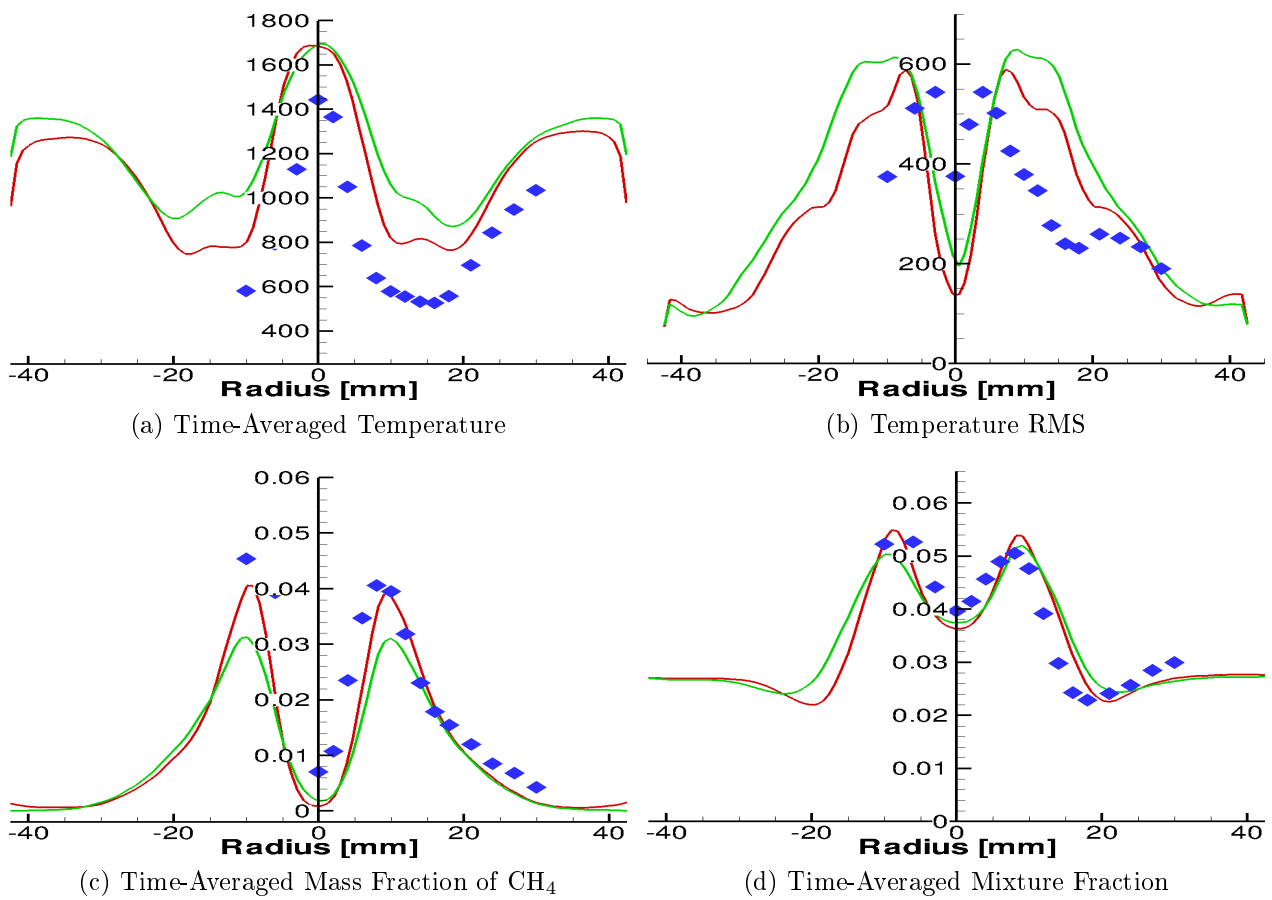 1800
1600
1400
1200
1000
800
600
400
-40 -20 0 20 40
Radius [mm]
(a) Time-Averaged Temperature
600
400
200
0
-40 -20 0 20 40
Radius [mm]
(b) Temperature RMS
0.06
0.05
0.04
0.03
0.02
0.01
0
-40 -20 0 20 40
Radius [mm]
(c) Time-Averaged Mass Fraction of CH₄
0.06
0.05
0.04
0.03
0.02
0.01
0
-40 -20 0 20 40
Radius [mm]
(d) Time-Averaged Mixture Fraction